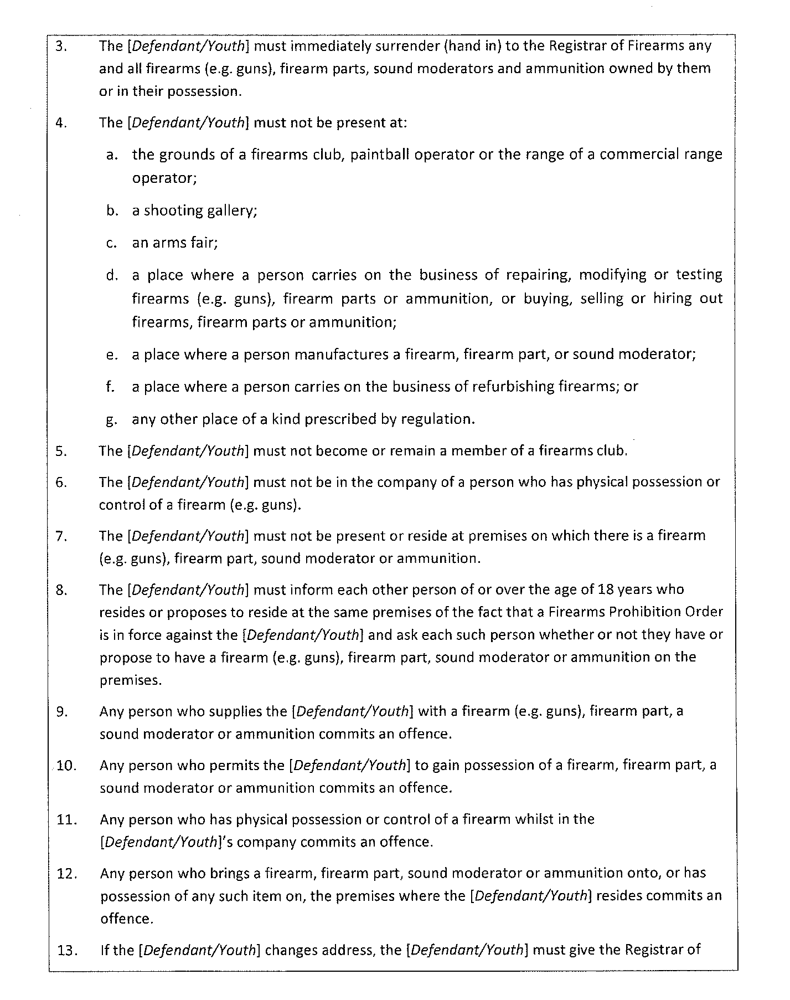 3. The [Defendant/Youth] must immediately surrender (hand in) to the Registrar of Firearms any
and all firearms (e.g. guns), firearm parts, sound moderators and ammunition owned by them
or in their possession.
4. The [Defendant/Youth] must not be present at:
a. the grounds of a firearms club, paintball operator or the range of a commercial range
operator;
b. a shooting gallery;
c. an arms fair;
d. a place where a person carries on the business of repairing, modifying or testing
firearms (e.g. guns), firearm parts or ammunition, or buying, selling or hiring out
firearms, firearm parts or ammunition;
e. a place where a person manufactures a firearm, firearm part, or sound moderator;
f. a place where a person carries on the business of refurbishing firearms; or
g. any other place of a kind prescribed by regulation.
5. The [Defendant/Youth] must not become or remain a member of a firearms club.
6. The [Defendant/Youth] must not be in the company of a person who has physical possession or
control of a firearm (e.g. guns).
7. The [Defendant/Youth] must not be present or reside at premises on which there is a firearm
(e.g. guns), firearm part, sound moderator or ammunition.
8. The [Defendant/Youth] must inform each other person of or over the age of 18 years who
resides or proposes to reside at the same premises of the fact that a Firearms Prohibition Order
is in force against the [Defendant/Youth] and ask each such person whether or not they have or
propose to have a firearm (e.g. guns), firearm part, sound moderator or ammunition on the
premises.
9. Any person who supplies the [Defendant/Youth] with a firearm (e.g. guns), firearm part, a
sound moderator or ammunition commits an offence.
10. Any person who permits the [Defendant/Youth] to gain possession of a firearm, firearm part, a
sound moderator or ammunition commits an offence.
11. Any person who has physical possession or control of a firearm whilst in the
[Defendant/Youth]'s company commits an offence.
12. Any person who brings a firearm, firearm part, sound moderator or ammunition onto, or has
possession of any such item on, the premises where the [Defendant/Youth] resides commits an
offence.
13. If the [Defendant/Youth] changes address, the [Defendant/Youth] must give the Registrar of